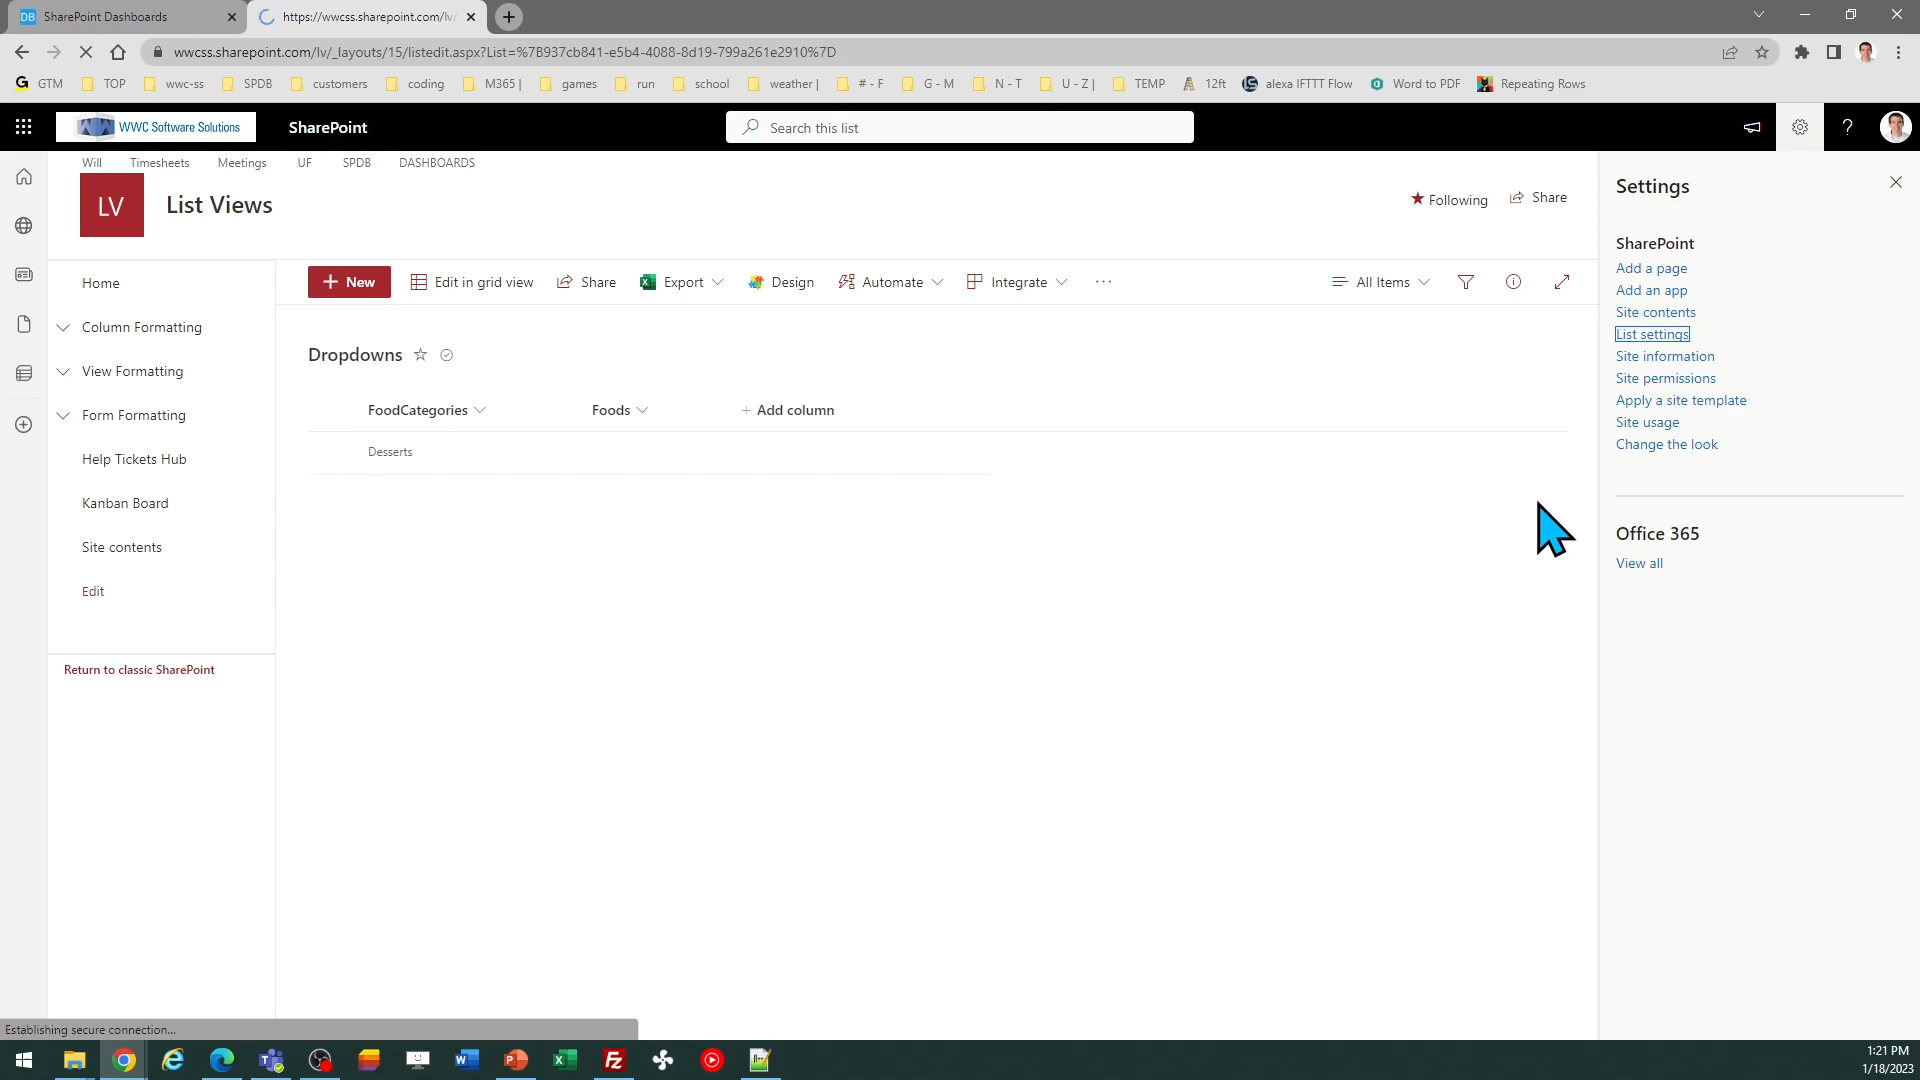 DB SharePoint Dashboards
https://wwcss.sharepoint.com/lv/
wwcss.sharepoint.com/lv/_layouts/15/listedit.aspx?List=%7B937cb841-e5b4-4088-8d19-799a261e2910%7D
G GTM TOP wwc-ss SPDB customers coding M365 | games run school weather | # - F G - M N - T U - Z | TEMP 12ft alexa IFTTT Flow Word to PDF Repeating Rows
WWC Software Solutions SharePoint Search this list
Will Timesheets Meetings UF SPDB DASHBOARDS
LV List Views
Following Share
Settings
SharePoint
Add a page
Add an app
Site contents
List settings
Site information
Site permissions
Apply a site template
Site usage
Change the look
Office 365
View all
Home
Column Formatting
View Formatting
Form Formatting
Help Tickets Hub
Kanban Board
Site contents
Edit
Return to classic SharePoint
New Edit in grid view Share Export Design Automate Integrate ··· All Items
Dropdowns
FoodCategories Foods + Add column
Desserts
Establishing secure connection...
1:21 PM
1/18/2023